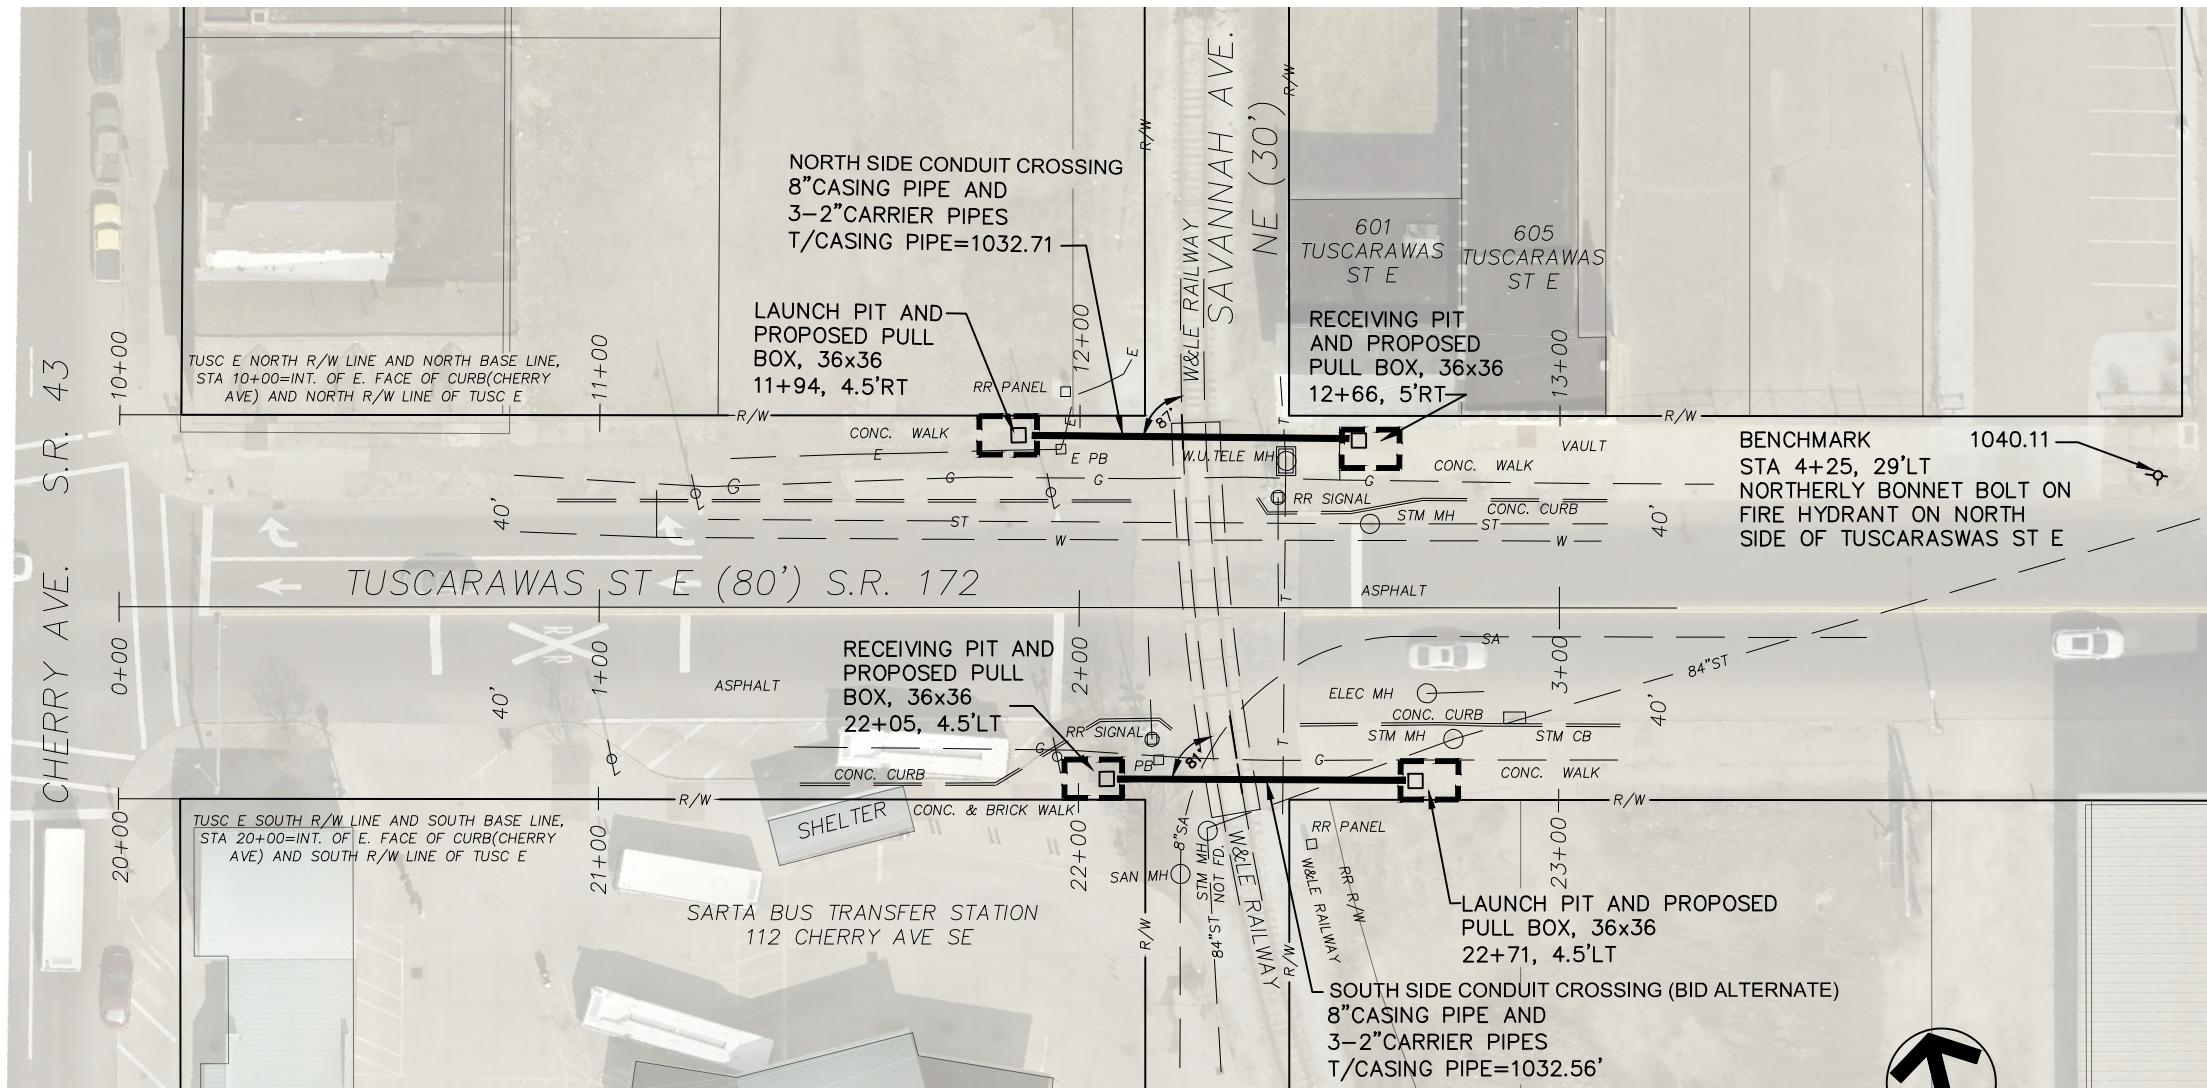 CHERRY AVE. S.R. 43
10+00
0+00
20+00
TUSC E NORTH R/W LINE AND NORTH BASE LINE,
STA 10+00=INT. OF E. FACE OF CURB(CHERRY
AVE) AND NORTH R/W LINE OF TUSC E
11+00
NORTH SIDE CONDUIT CROSSING
8"CASING PIPE AND
3-2"CARRIER PIPES
T/CASING PIPE=1032.71
LAUNCH PIT AND
PROPOSED PULL
BOX, 36x36
11+94, 4.5'RT
12+00
E
RR PANEL
R/W
R/W
W&LE RAILWAY
SAVANNAH AVE.
NE (30')
R/W
601
TUSCARAWAS
ST E
605
TUSCARAWAS
ST E
RECEIVING PIT
AND PROPOSED
PULL BOX, 36x36
12+66, 5'RT
13+00
R/W
87°
CONC. WALK
E
E
E PB
W.U.TELE MH
T
CONC. WALK
VAULT
BENCHMARK 1040.11
STA 4+25, 29'LT
NORTHERLY BONNET BOLT ON
FIRE HYDRANT ON NORTH
SIDE OF TUSCARASWAS ST E
G
G
G
G
RR SIGNAL
CONC. CURB
40'
ST
STM MH
ST
40'
W
W
TUSCARAWAS ST E (80') S.R. 172
ASPHALT
T
RECEIVING PIT AND
PROPOSED PULL
BOX, 36x36
22+05, 4.5'LT
1+00
2+00
3+00
SA
84"ST
ASPHALT
40'
ELEC MH
CONC. CURB
40'
RR SIGNAL
STM MH
STM CB
T
G
PB
81°
G
CONC. WALK
CONC. CURB
R/W
CONC. & BRICK WALK
R/W
TUSC E SOUTH R/W LINE AND SOUTH BASE LINE,
STA 20+00=INT. OF E. FACE OF CURB(CHERRY
AVE) AND SOUTH R/W LINE OF TUSC E
SHELTER
21+00
22+00
23+00
8"SA
STM MH
NOT FD.
W&LE RAILWAY
RR PANEL
W&LE RAILWAY
RR R/W
SAN MH
84"ST
R/W
R/W
SARTA BUS TRANSFER STATION
112 CHERRY AVE SE
LAUNCH PIT AND PROPOSED
PULL BOX, 36x36
22+71, 4.5'LT
SOUTH SIDE CONDUIT CROSSING (BID ALTERNATE)
8"CASING PIPE AND
3-2"CARRIER PIPES
T/CASING PIPE=1032.56'